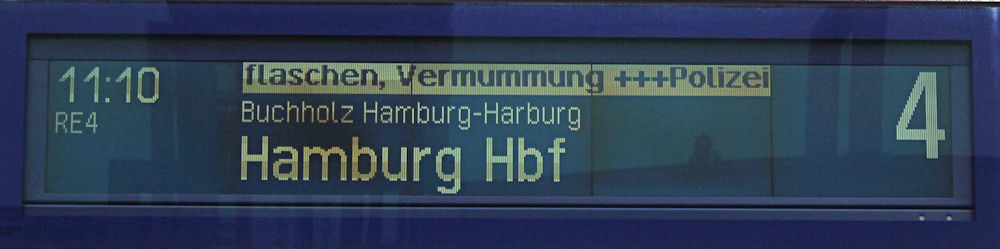 11:10
flaschen, Vermummung +++Polizei
4
RE4
Buchholz Hamburg-Harburg
Hamburg Hbf